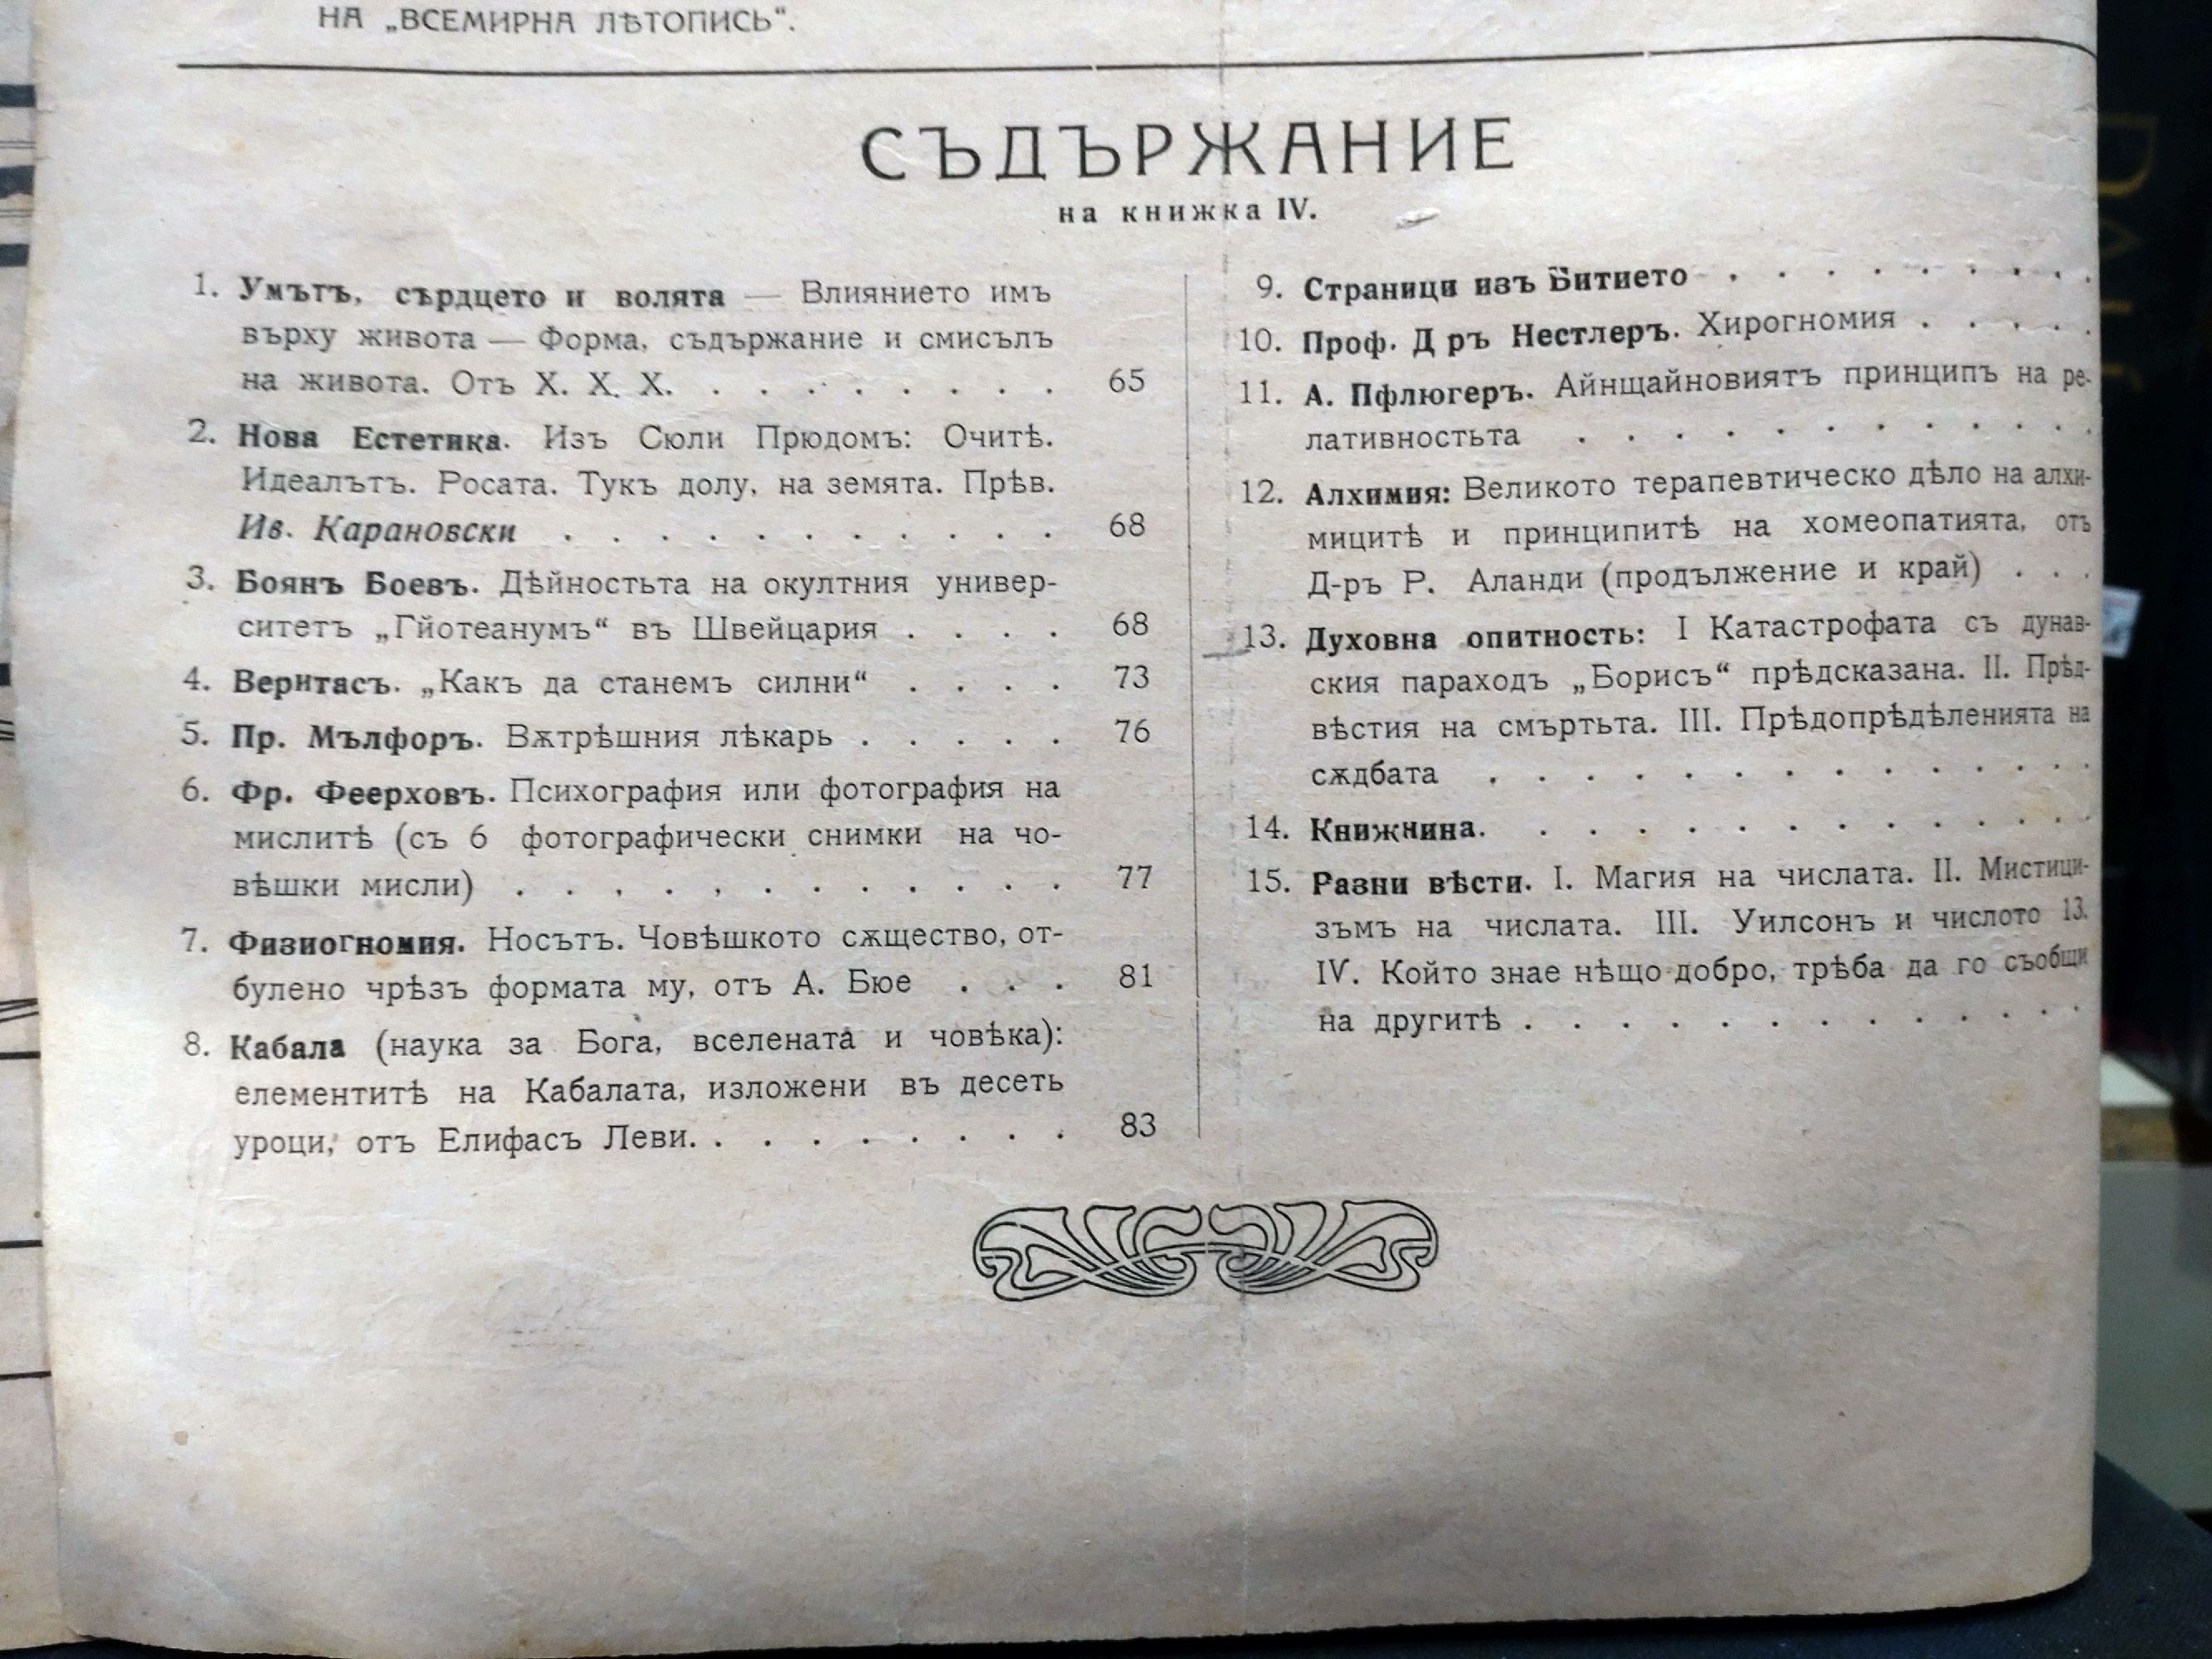 НА „ВСЕМИРНА ЛѢТОПИСЬ“.
СЪДЪРЖАНИЕ
на книжка IV.
1. Умътъ, сърдцето и волята — Влиянието имъ
върху живота — Форма, съдържание и смисълъ
на живота. Отъ Х. Х. Х. . . . . . . . . 65
2. Нова Естетика. Изъ Сюли Прюдомъ: Очитѣ.
Идеалътъ. Росата. Тукъ долу, на земята. Прѣв.
Ив. Карановски . . . . . . . . . . . 68
3. Боянъ Боевъ. Дѣйностьта на окултния универ-
ситетъ „Гйотеанумъ“ въ Швейцария . . . . 68
4. Веритасъ. „Какъ да станемъ силни“ . . . . 73
5. Пр. Мълфоръ. Вѫтрѣшния лѣкарь . . . . . 76
6. Фр. Феерховъ. Психография или фотография на
мислитѣ (съ 6 фотографически снимки на чо-
вѣшки мисли) . . . . . . . . . . . . 77
7. Физиогномия. Носътъ. Човѣшкото сѫщество, от-
булено чрѣзъ формата му, отъ А. Бюе . . . 81
8. Кабала (наука за Бога, вселената и човѣка):
елементитѣ на Кабалата, изложени въ десеть
уроци, отъ Елифасъ Леви. . . . . . . . . 83
9. Страници изъ Битието . . . . . . . . .
10. Проф. Д ръ Нестлеръ. Хирогномия . . . . .
11. А. Пфлюгеръ. Айнщайновиятъ принципъ на ре-
лативностьта . . . . . . . . . . . .
12. Алхимия: Великото терапевтическо дѣло на алхи-
мицитѣ и принципитѣ на хомеопатията, отъ
Д-ръ Р. Аланди (продължение и край) . . .
13. Духовна опитность: I Катастрофата съ дунав-
ския параходъ „Борисъ“ прѣдсказана. II. Прѣд-
вѣстия на смъртьта. III. Прѣдопрѣдѣленията на
сѫдбата . . . . . . . . . . . . . .
14. Книжнина. . . . . . . . . . . . . .
15. Разни вѣсти. I. Магия на числата. II. Мистици-
зъмъ на числата. III. Уилсонъ и числото 13.
IV. Който знае нѣщо добро, трѣба да го съобщи
на другитѣ . . . . . . . . . . . . .